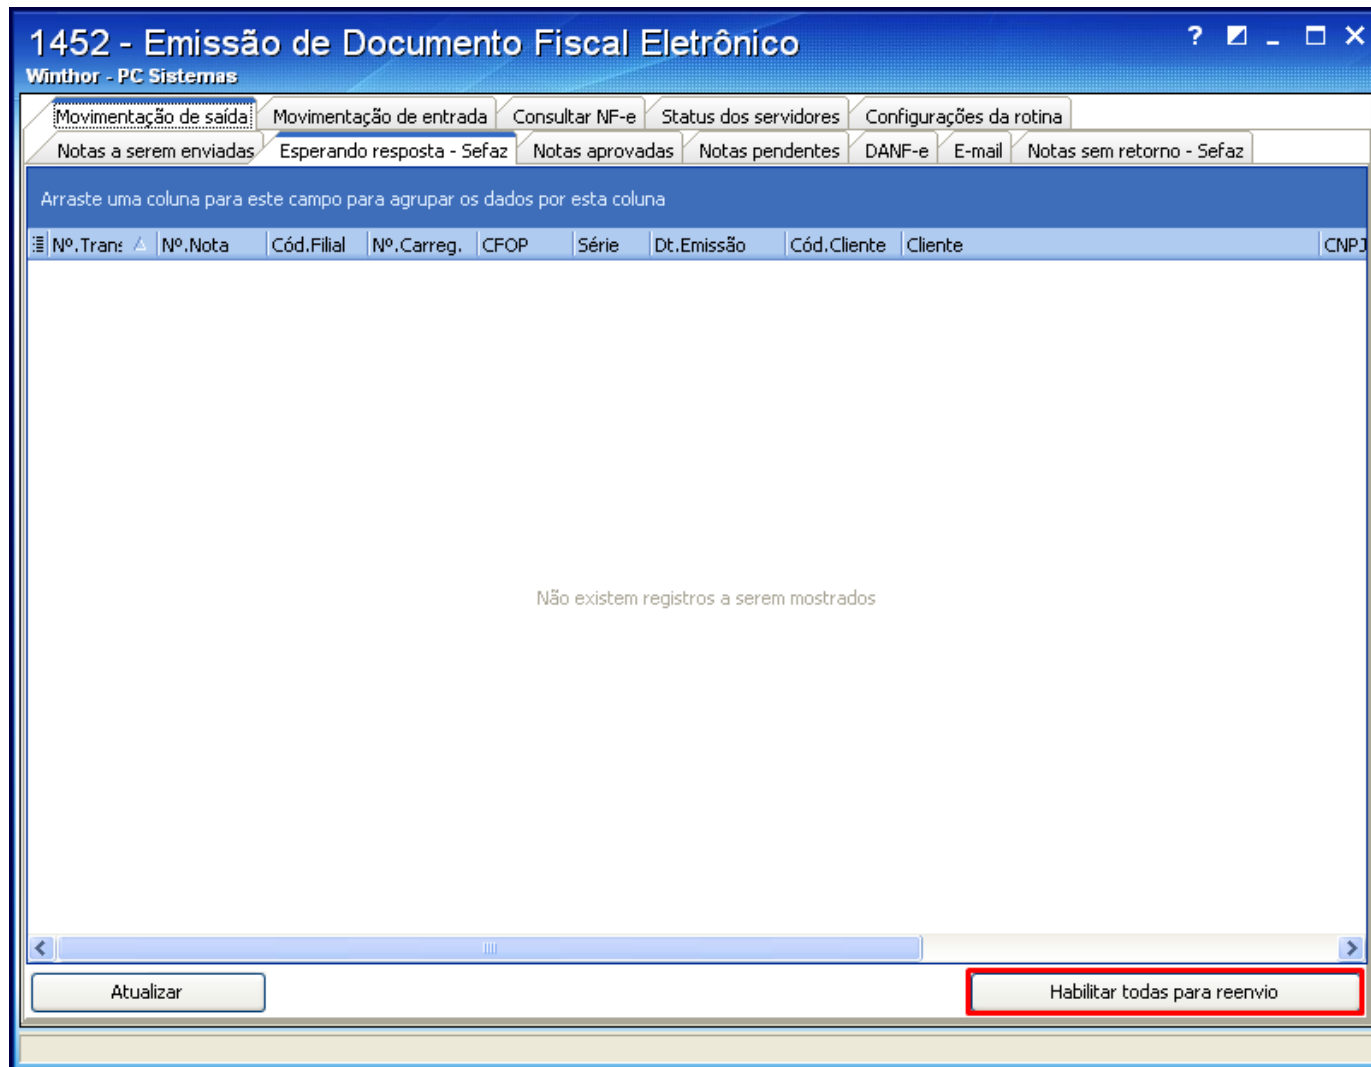 1452 - Emissão de Documento Fiscal Eletrônico
Winthor - PC Sistemas
Movimentação de saída Movimentação de entrada Consultar NF-e Status dos servidores Configurações da rotina
Notas a serem enviadas Esperando resposta - Sefaz Notas aprovadas Notas pendentes DANF-e E-mail Notas sem retorno - Sefaz
Arraste uma coluna para este campo para agrupar os dados por esta coluna
Nº.Trans Nº.Nota Cód.Filial Nº.Carreg. CFOP Série Dt.Emissão Cód.Cliente Cliente CNPJ
Não existem registros a serem mostrados
Atualizar Habilitar todas para reenvio